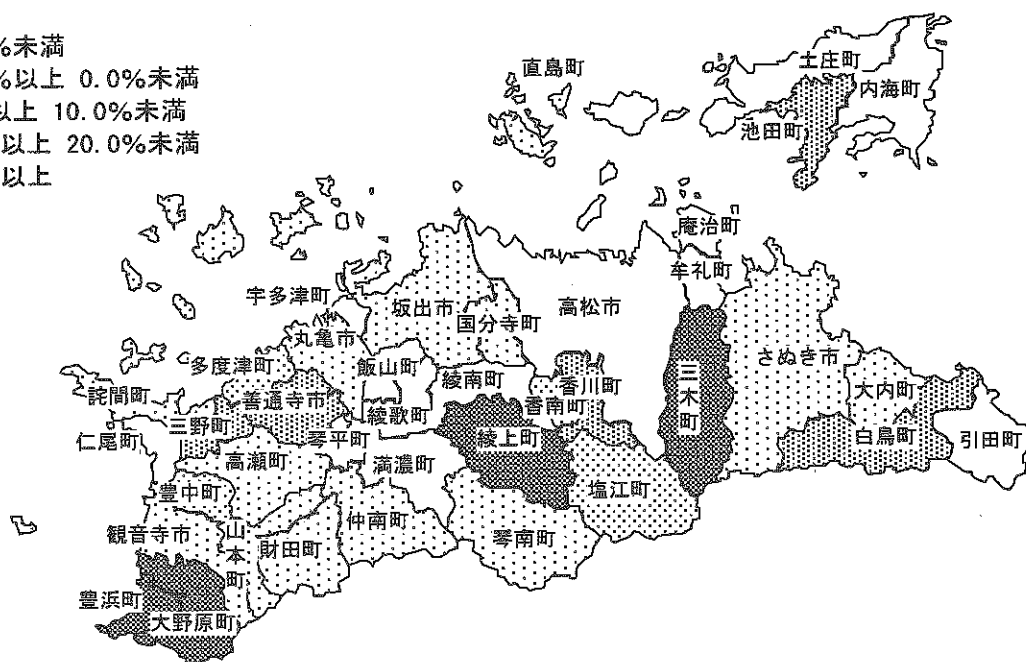 %未満
%以上 0.0%未満
以上 10.0%未満
以上 20.0%未満
以上
直島町
土庄町
内海町
池田町
庵治町
牟礼町
宇多津町
坂出市
高松市
国分寺町
丸亀市
多度津町
飯山町
さぬき市
詫間町
善通寺市
綾南町
香川町
三木町
大内町
三野町
綾歌町
香南町
仁尾町
琴平町
綾上町
白鳥町
引田町
高瀬町
満濃町
豊中町
塩江町
観音寺市
山本町
財田町
仲南町
琴南町
豊浜町
大野原町